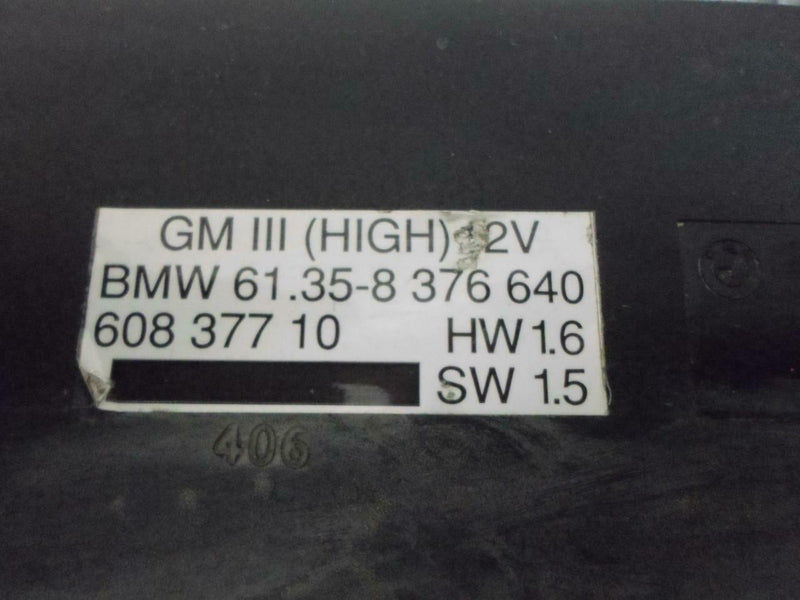 GM III (HIGH) 12V
BMW 61.35-8 376 640
608 377 10 HW 1.6
SW 1.5
406